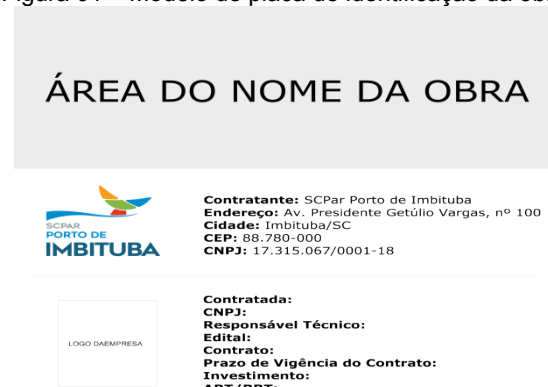 ÁREA DO NOME DA OBRA
SCPAR
PORTO DE
IMBITUBA
Contratante: SCPar Porto de Imbituba
Endereço: Av. Presidente Getúlio Vargas, nº 100
Cidade: Imbituba/SC
CEP: 88.780-000
CNPJ: 17.315.067/0001-18
LOGO DAEMPRESA
Contratada:
CNPJ:
Responsável Técnico:
Edital:
Contrato:
Prazo de Vigência do Contrato:
Investimento: